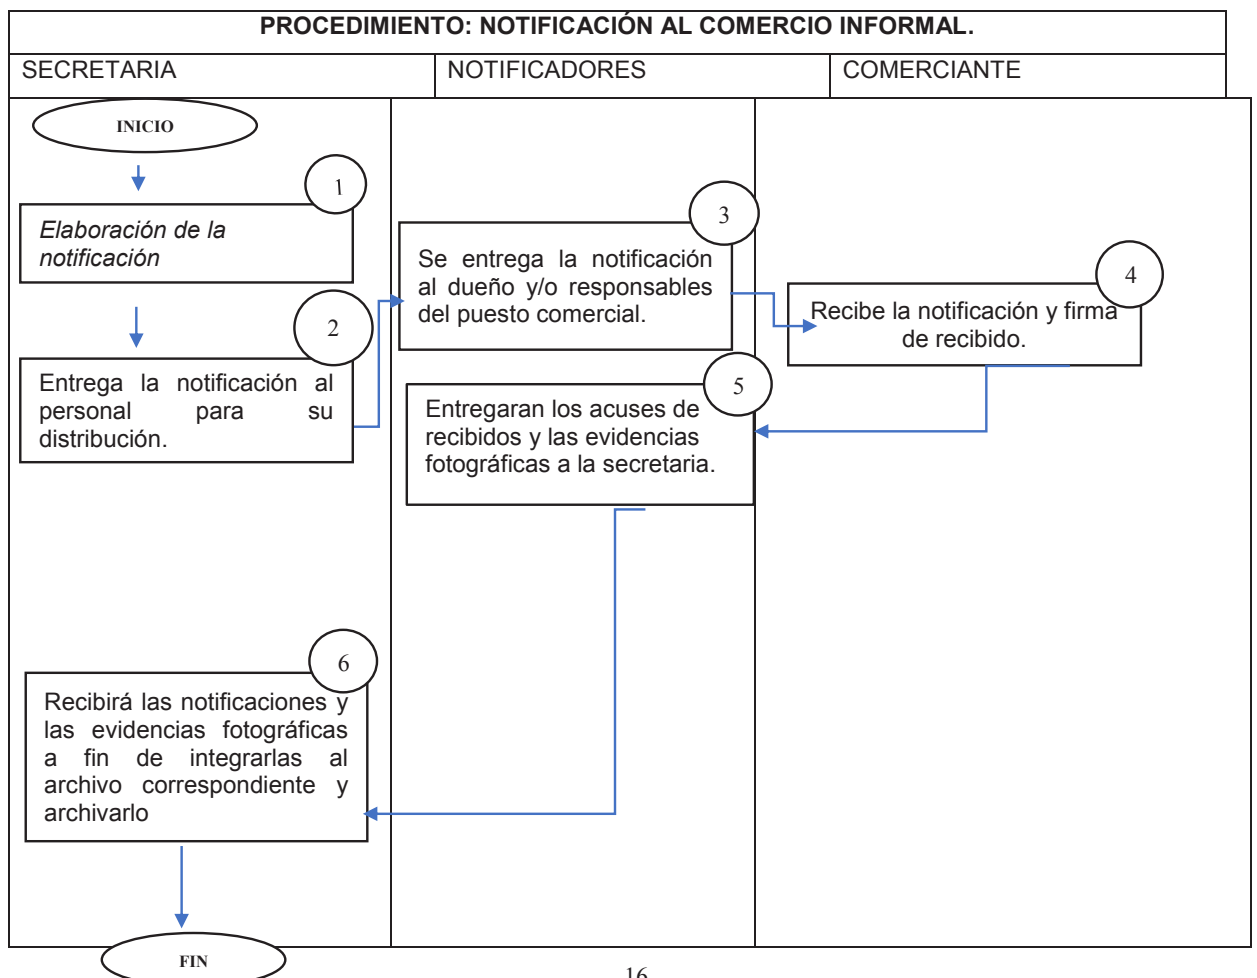 PROCEDIMIENTO: NOTIFICACIÓN AL COMERCIO INFORMAL.
SECRETARIA
NOTIFICADORES
COMERCIANTE
INICIO
1
Elaboración de la
notificación
2
Entrega la notificación al
personal para su
distribución.
3
Se entrega la notificación
al dueño y/o responsables
del puesto comercial.
4
Recibe la notificación y firma
de recibido.
5
Entregaran los acuses de
recibidos y las evidencias
fotográficas a la secretaria.
6
Recibirá las notificaciones y
las evidencias fotográficas
a fin de integrarlas al
archivo correspondiente y
archivarlo
FIN
16